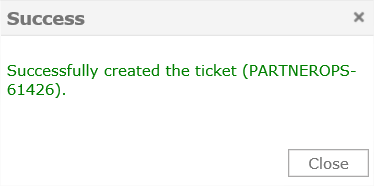 Success
Successfully created the ticket (PARTNEROPS-
61426).
Close